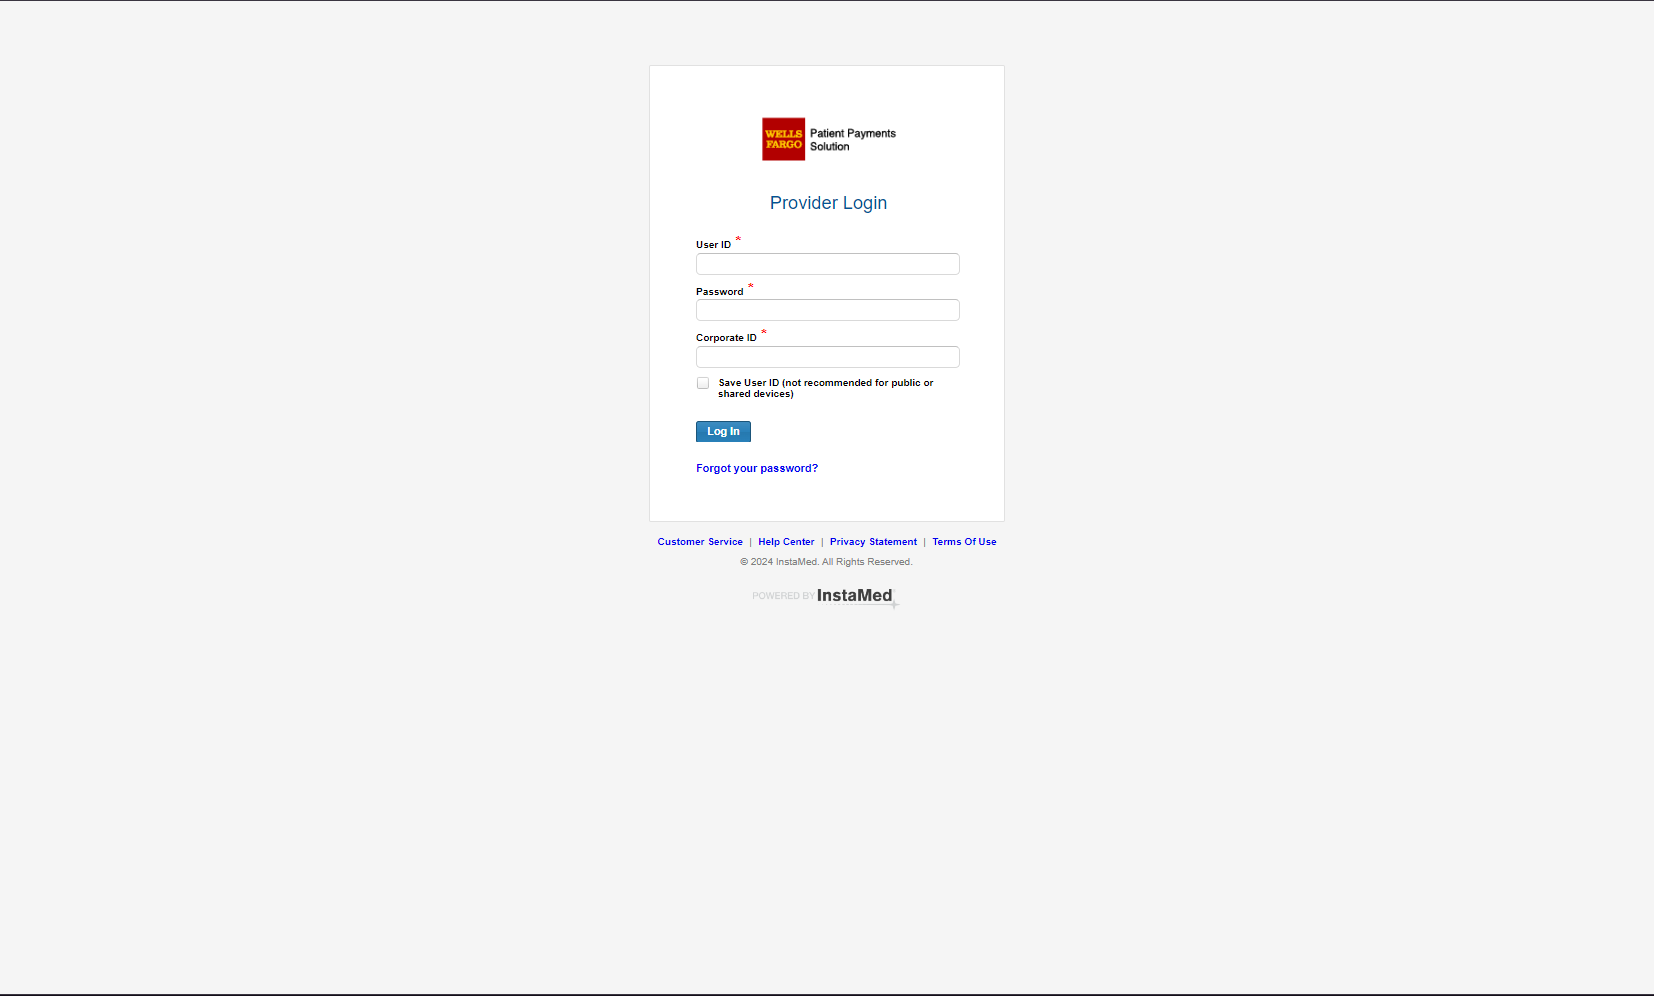 WELLS
FARGO
Patient Payments
Solution
Provider Login
User ID *
Password *
Corporate ID *
Save User ID (not recommended for public or
shared devices)
Log In
Forgot your password?
Customer Service | Help Center | Privacy Statement | Terms Of Use
© 2024 InstaMed. All Rights Reserved.
POWERED BY InstaMed